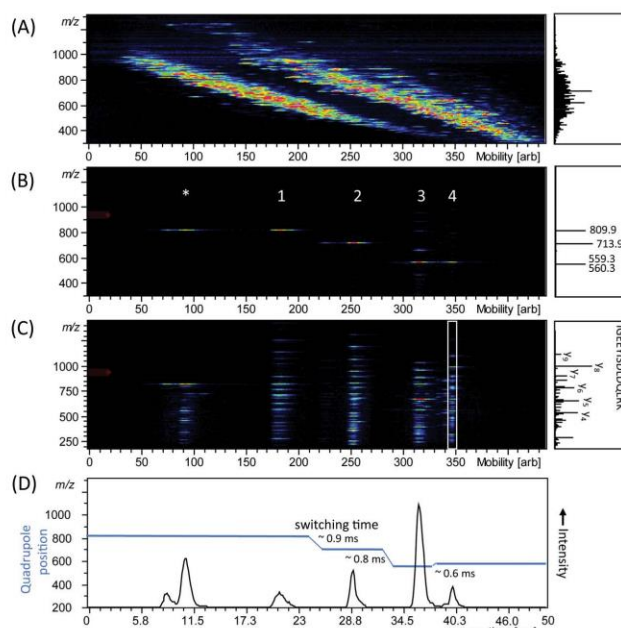 (A)
m/z
1000
800
600
400
0 50 100 150 200 250 300 350 Mobility [arb]
(B)
m/z
* 1 2 3 4
1000
800
600
400
809.9
713.9
559.3
560.3
0 50 100 150 200 250 300 350 Mobility [arb]
(C)
m/z
1000
750
500
250
y9
y8
y7
y6
y5
y4
0 50 100 150 200 250 300 350 Mobility [arb]
(D)
m/z
1000
800
600
400
200
Quadrupole
position
switching time
~ 0.9 ms
~ 0.8 ms
~ 0.6 ms
Intensity
0 5.8 11.5 17.3 23 28.8 34.5 40.3 46.0 50